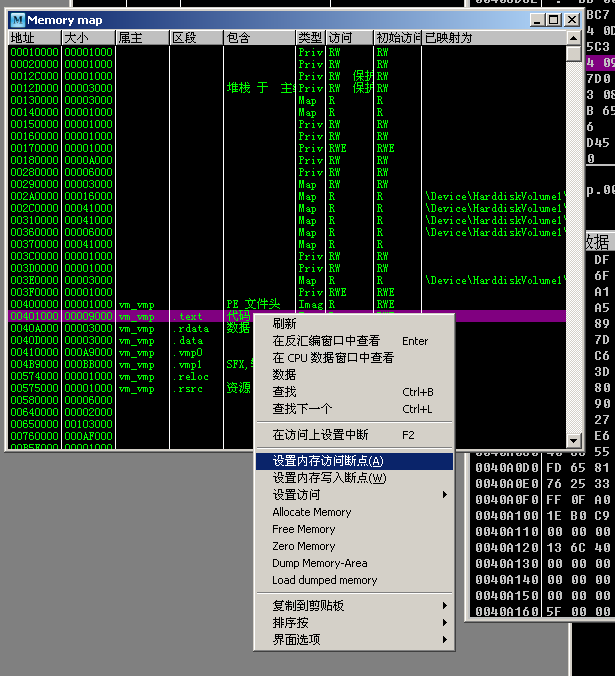 Memory map
地址 大小 属主 区段 包含 类型 访问 初始访问 已映射为
00010000 00001000 Priv RW RW
00020000 00001000 Priv RW RW
0012C000 00001000 Priv RW 保护 RW
0012D000 00003000 堆栈 于 主 Priv RW 保护 RW
00130000 00003000 Map R R
00140000 00001000 Map R R
00150000 00001000 Priv RW RW
00160000 00001000 Priv RW RW
00170000 00001000 Priv RWE RWE
00180000 0000A000 Priv RW RW
00280000 00006000 Priv RW RW
00290000 00003000 Map RW RW
002A0000 00016000 Map R R \Device\HarddiskVolume1\
002C0000 00041000 Map R R \Device\HarddiskVolume1\
00310000 00041000 Map R R \Device\HarddiskVolume1\
00360000 00006000 Map R R \Device\HarddiskVolume1\
00370000 00041000 Map R R
003C0000 00001000 Priv RW RW
003D0000 00001000 Priv RW RW
003E0000 00003000 Map R R \Device\HarddiskVolume1\
003F0000 00001000 Priv RWE RWE
00400000 00001000 vm_vmp PE 文件头 Imag R RWE
00401000 00009000 vm_vmp .text 代码
0040A000 00003000 vm_vmp .rdata 数据
0040D000 00003000 vm_vmp .data
00410000 000A9000 vm_vmp .vmp0
004B9000 000BB000 vm_vmp .vmp1 SFX,
00574000 00001000 vm_vmp .reloc
00575000 00001000 vm_vmp .rsrc 资源
00580000 00006000
00640000 00002000
00650000 00103000
00760000 000AF000
刷新
在反汇编窗口中查看 Enter
在 CPU 数据窗口中查看
数据
查找 Ctrl+B
查找下一个 Ctrl+L
在访问上设置中断 F2
设置内存访问断点(A)
设置内存写入断点(W)
设置访问
Allocate Memory
Free Memory
Zero Memory
Dump Memory-Area
Load dumped memory
复制到剪贴板
排序按
界面选项
BC7
4 0D
5C3
4 09
7D0
3 08
B 65
6
D45
0
p.00
数据
DF
6F
A1
A5
89
7D
C6
3D
80
90
27
E6
55
0040A0D0 FD 65 81
0040A0E0 76 25 33
0040A0F0 FF 0F A0
0040A100 1E B0 C9
0040A110 00 00 00
0040A120 13 6C 40
0040A130 00 00 00
0040A140 00 00 00
0040A150 00 00 00
0040A160 5F 00 00